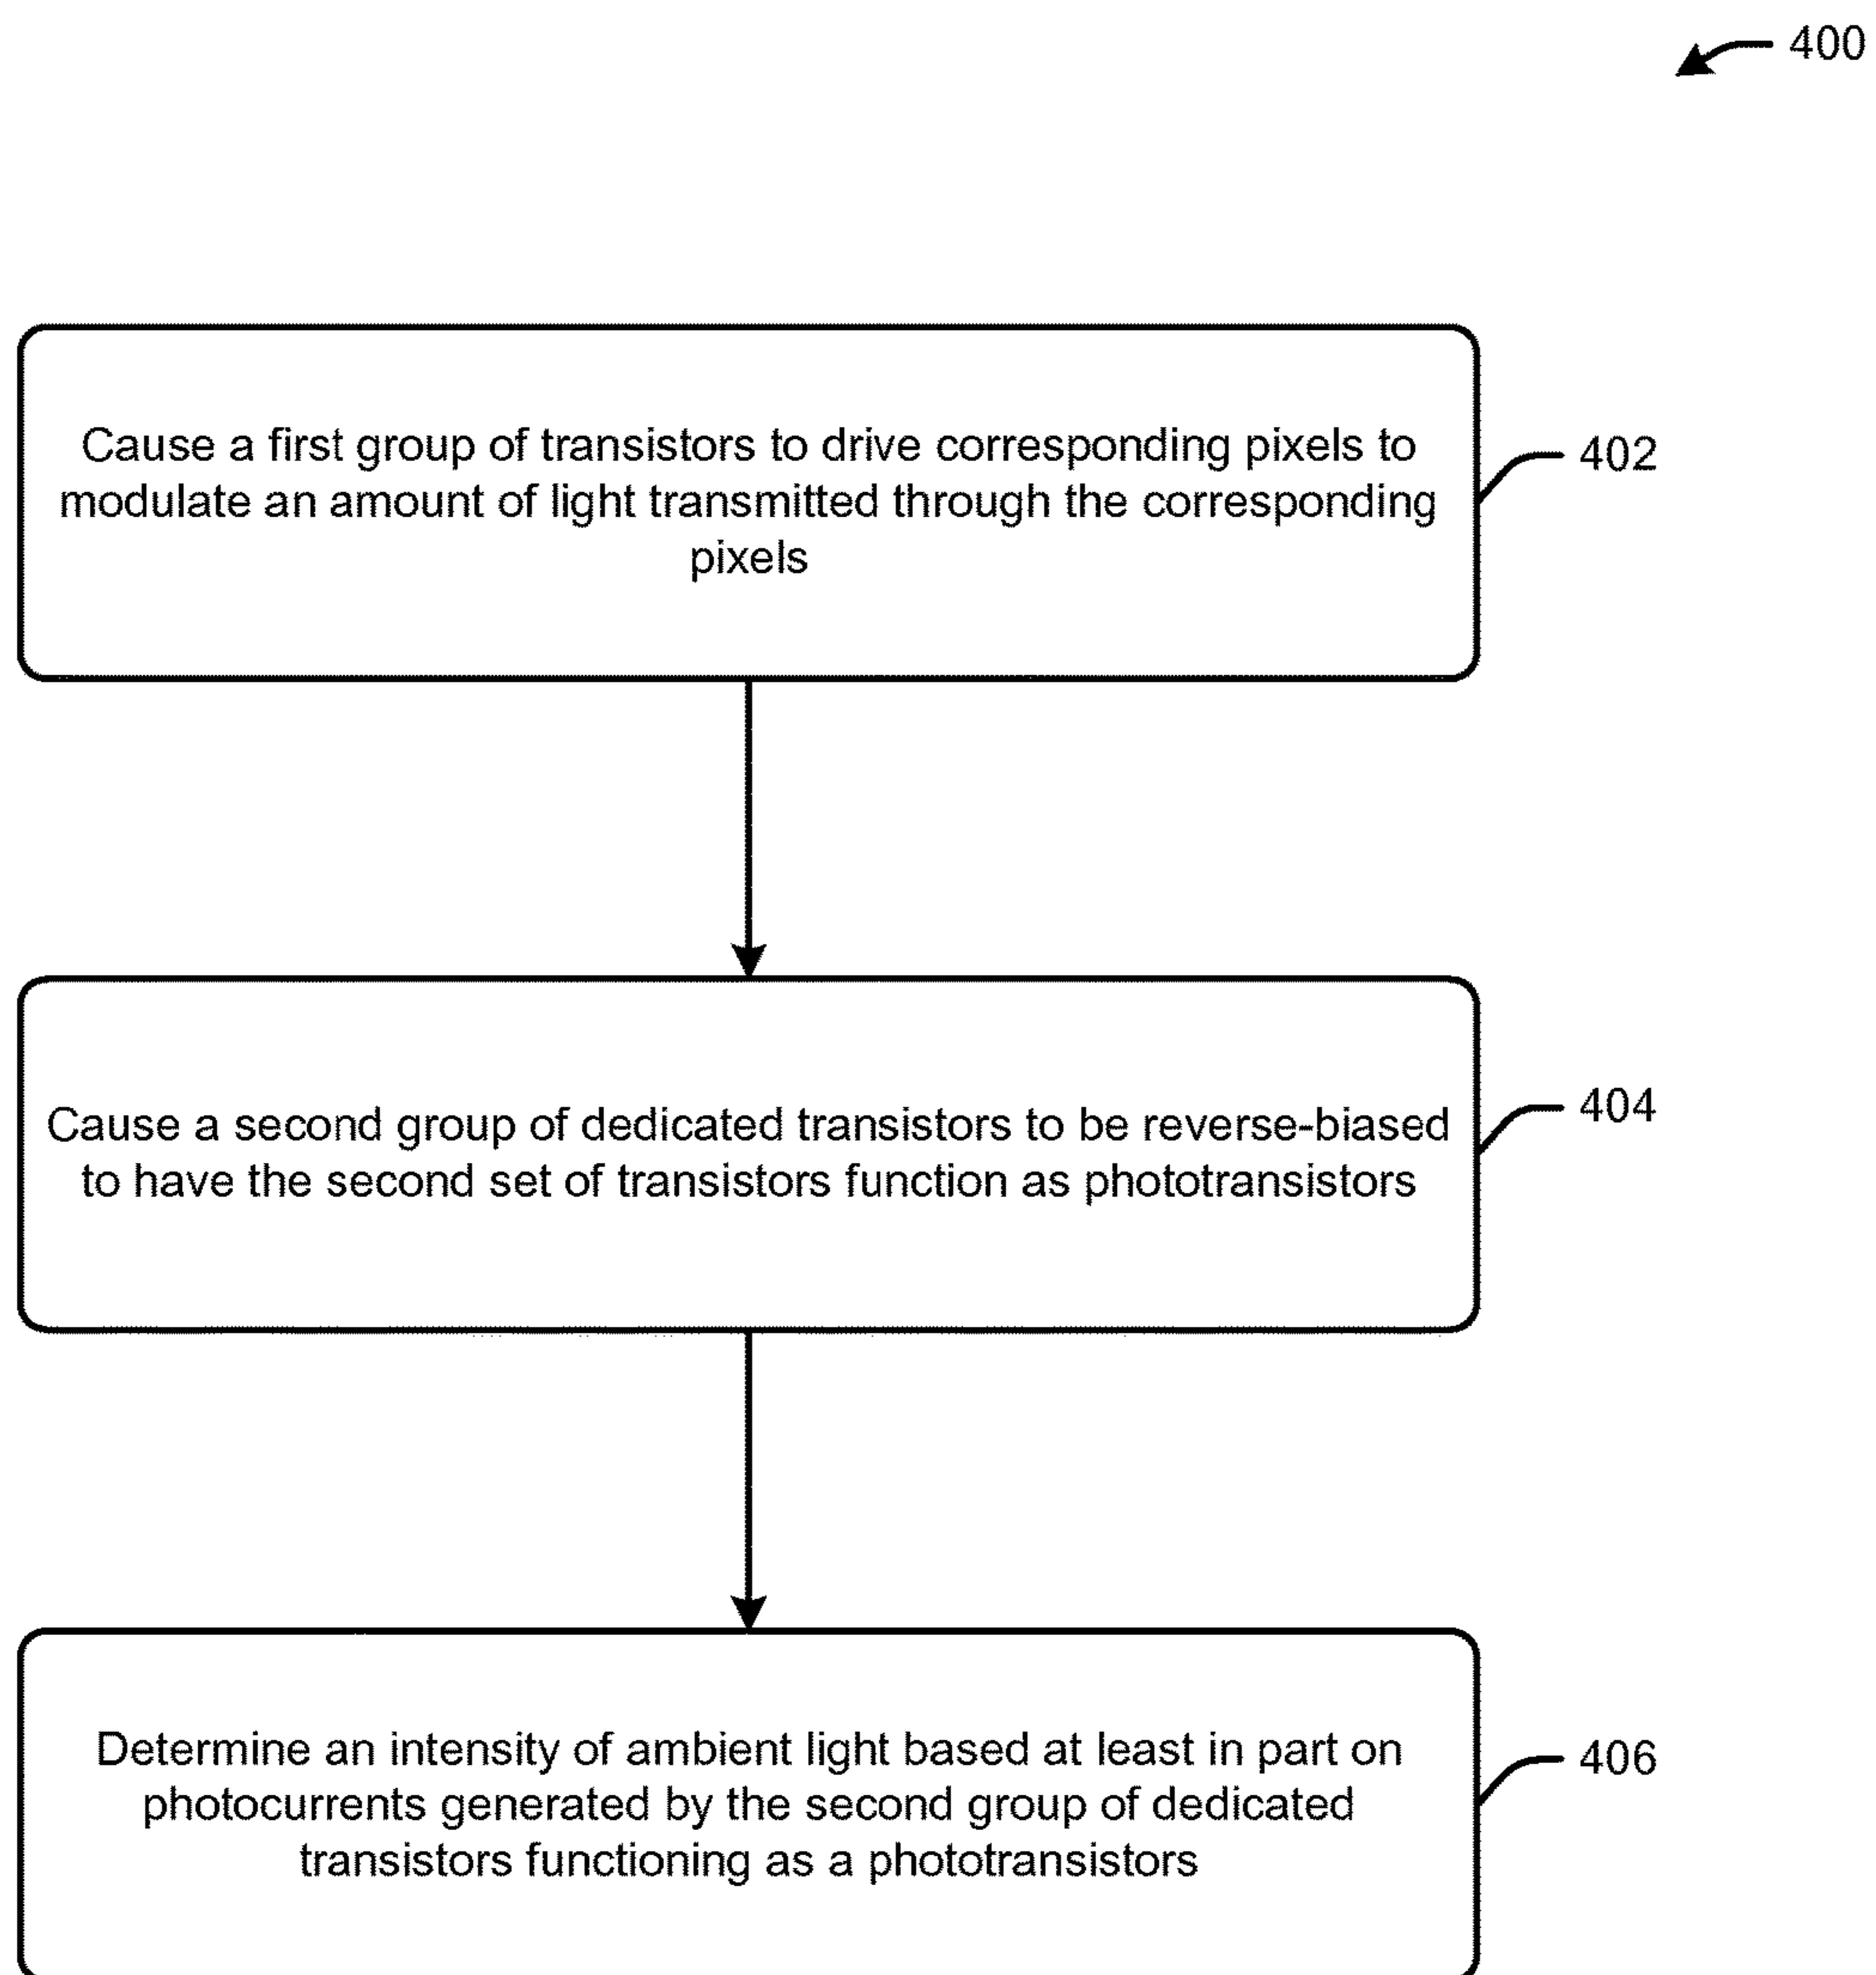 400
Cause a first group of transistors to drive corresponding pixels to
modulate an amount of light transmitted through the corresponding
pixels
402
Cause a second group of dedicated transistors to be reverse-biased
to have the second set of transistors function as phototransistors
404
Determine an intensity of ambient light based at least in part on
photocurrents generated by the second group of dedicated
transistors functioning as a phototransistors
406